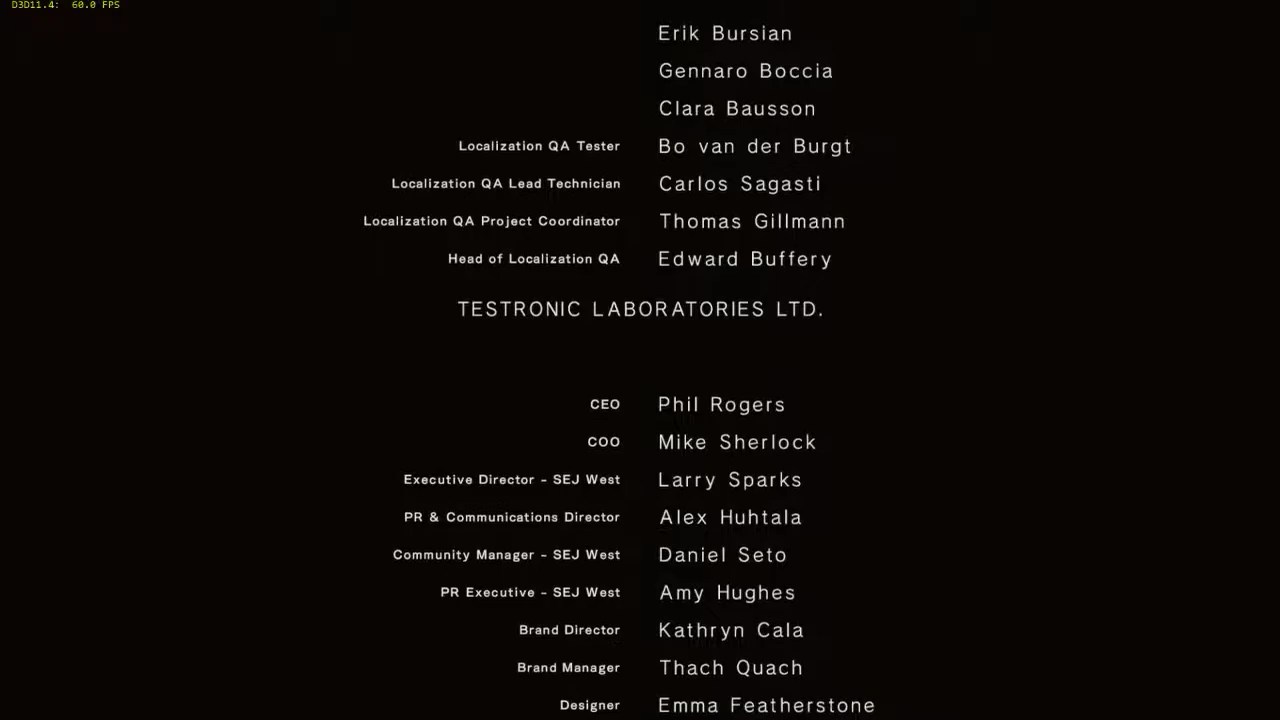 D3D11.4: 60.0 FPS
Erik Bursian
Gennaro Boccia
Clara Bausson
Localization QA Tester Bo van der Burgt
Localization QA Lead Technician Carlos Sagasti
Localization QA Project Coordinator Thomas Gillmann
Head of Localization QA Edward Buffery
TESTRONIC LABORATORIES LTD.
CEO Phil Rogers
COO Mike Sherlock
Executive Director - SEJ West Larry Sparks
PR & Communications Director Alex Huhtala
Community Manager - SEJ West Daniel Seto
PR Executive - SEJ West Amy Hughes
Brand Director Kathryn Cala
Brand Manager Thach Quach
Designer Emma Featherstone